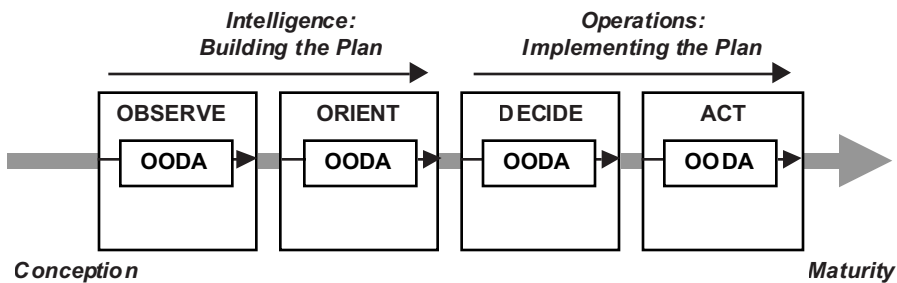 Intelligence:
Building the Plan
Operations:
Implementing the Plan
OBSERVE
ORIENT
DECIDE
ACT
OODA
OODA
OODA
OODA
Conception
Maturity